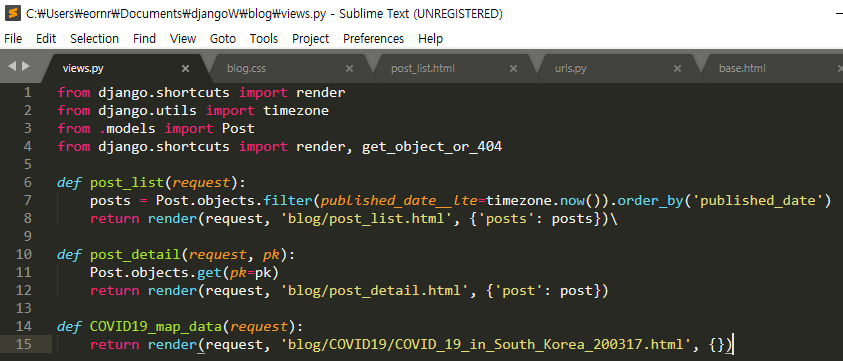 C:₩Users₩eornr₩Documents₩djangoW₩blog₩views.py - Sublime Text (UNREGISTERED)
File Edit Selection Find View Goto Tools Project Preferences Help
views.py × blog.css × post_list.html × urls.py × base.html ×
1 from django.shortcuts import render
2 from django.utils import timezone
3 from .models import Post
4 from django.shortcuts import render, get_object_or_404
5
6 def post_list(request):
7     posts = Post.objects.filter(published_date__lte=timezone.now()).order_by('published_date')
8     return render(request, 'blog/post_list.html', {'posts': posts})\
9
10 def post_detail(request, pk):
11     Post.objects.get(pk=pk)
12     return render(request, 'blog/post_detail.html', {'post': post})
13
14 def COVID19_map_data(request):
15     return render(request, 'blog/COVID19/COVID_19_in_South_Korea_200317.html', {})